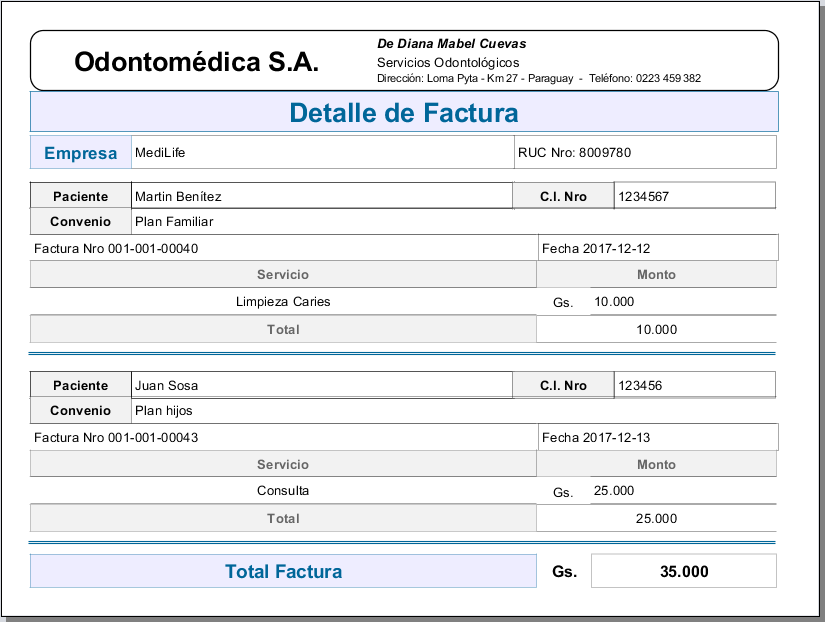 Odontomédica S.A.
De Diana Mabel Cuevas
Servicios Odontológicos
Dirección: Loma Pyta - Km 27 - Paraguay - Teléfono: 0223 459 382
Detalle de Factura
Empresa MediLife RUC Nro: 8009780
Paciente Martin Benítez C.I. Nro 1234567
Convenio Plan Familiar
Factura Nro 001-001-00040 Fecha 2017-12-12
Servicio Monto
Limpieza Caries Gs. 10.000
Total 10.000
Paciente Juan Sosa C.I. Nro 123456
Convenio Plan hijos
Factura Nro 001-001-00043 Fecha 2017-12-13
Servicio Monto
Consulta Gs. 25.000
Total 25.000
Total Factura Gs. 35.000